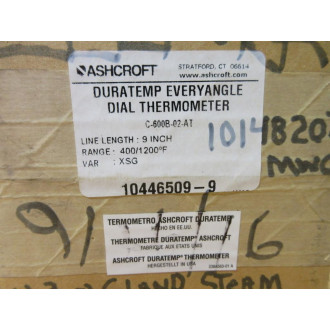 ASHCROFT
STRATFORD, CT 06614
www.ashcroft.com
DURATEMP EVERYANGLE
DIAL THERMOMETER
C-600B-02-A1
LINE LENGTH : 9 INCH
RANGE : 400/1200°F
VAR : XSG
10446509-9
1014820
TERMOMETRO ASHCROFT DURATEMP
HECHO EN EE.UU.
THERMOMETRE DURATEMP® ASHCROFT
FABRIQUE AUX ETATS UNIS
ASHCROFT DURATEMP® THERMOMETER
HERGESTELLT IN USA
GLAND STEAM